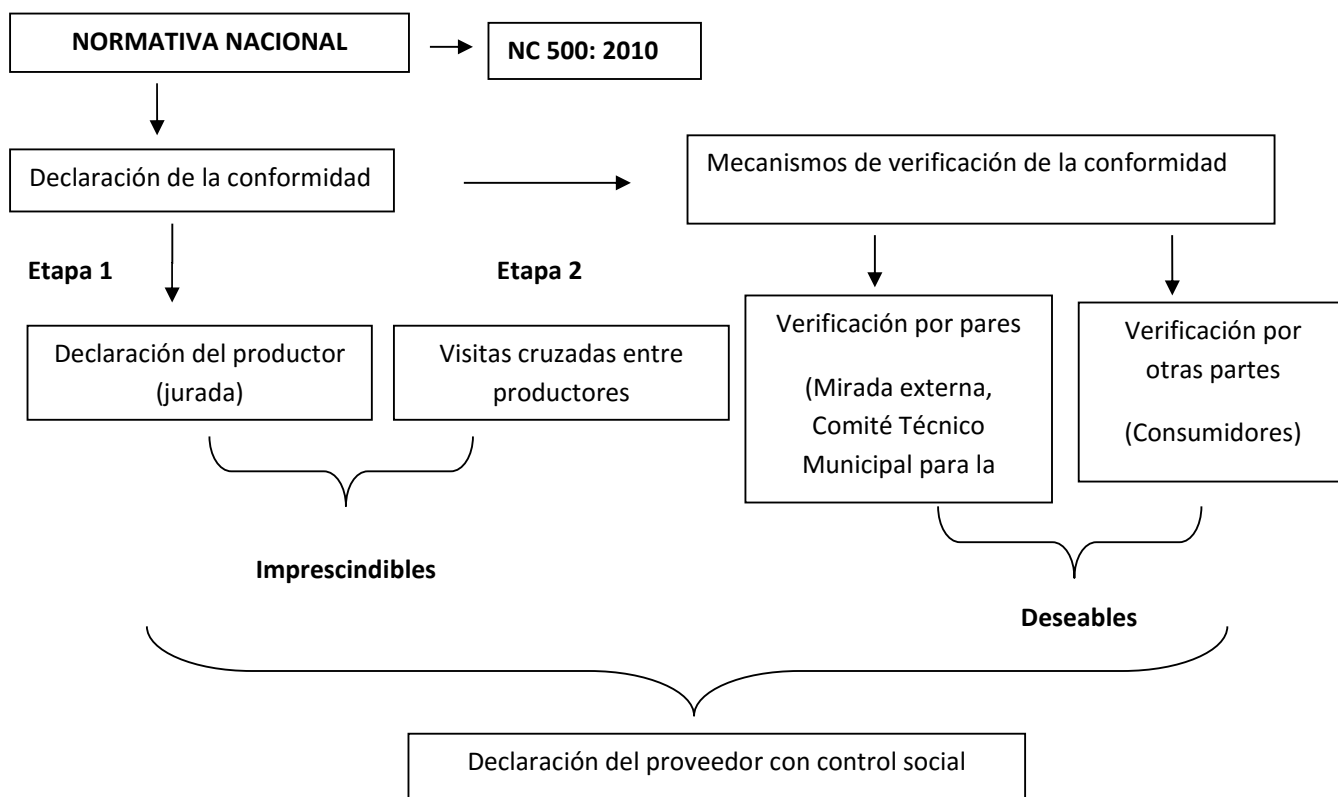 NORMATIVA NACIONAL
NC 500: 2010
Declaración de la conformidad
Mecanismos de verificación de la conformidad
Etapa 1
Etapa 2
Declaración del productor
(jurada)
Visitas cruzadas entre
productores
Verificación por pares
(Mirada externa,
Comité Técnico
Municipal para la
Verificación por
otras partes
(Consumidores)
Imprescindibles
Deseables
Declaración del proveedor con control social